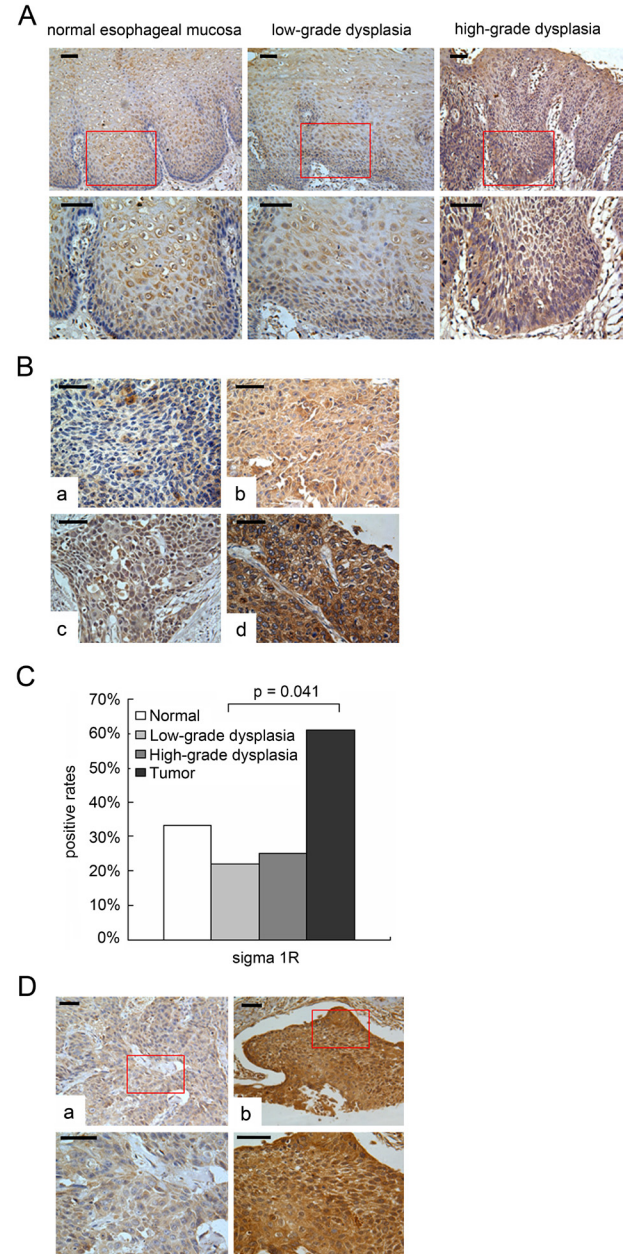 A
normal esophageal mucosa
low-grade dysplasia
high-grade dysplasia
B
a
b
c
d
C
p = 0.041
70%
60%
50%
40%
30%
20%
10%
0%
positive rates
Normal
Low-grade dysplasia
High-grade dysplasia
Tumor
sigma 1R
D
a
b